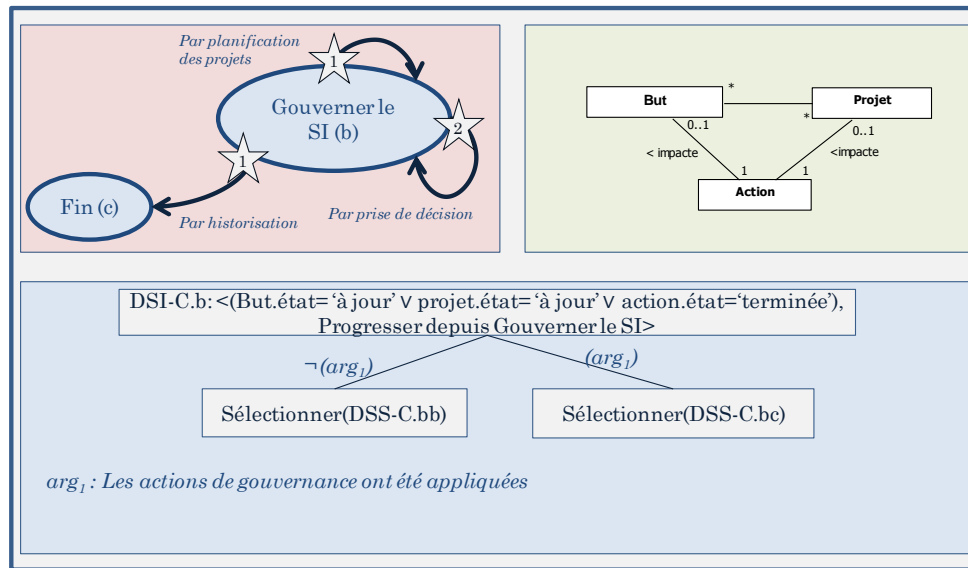 Par planification
des projets
1
Gouverner le
SI (b)
2
1
Fin (c)
Par historisation
Par prise de décision
But
*
Projet
*
0..1
0..1
< impacte
<impacte
1
1
Action
DSI-C.b: <(But.état= ‘à jour’ ∨ projet.état= ‘à jour’ ∨ action.état=‘terminée’),
Progresser depuis Gouverner le SI>
¬ (arg₁)
(arg₁)
Sélectionner(DSS-C.bb)
Sélectionner(DSS-C.bc)
arg₁ : Les actions de gouvernance ont été appliquées